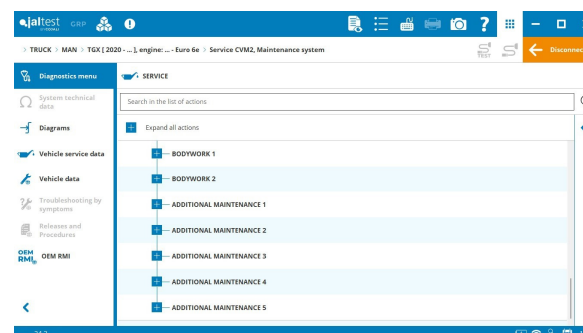 jaltest GRP
TRUCK > MAN > TGX [ 2020 - ... ], engine: ... - Euro 6e > Service CVM2, Maintenance system
TEST
Disconnec
Diagnostics menu
SERVICE
System technical
data
Search in the list of actions
Diagrams
Expand all actions
Vehicle service data
BODYWORK 1
Vehicle data
BODYWORK 2
Troubleshooting by
symptoms
ADDITIONAL MAINTENANCE 1
Releases and
Procedures
ADDITIONAL MAINTENANCE 2
OEM
RMI
OEM RMI
ADDITIONAL MAINTENANCE 3
ADDITIONAL MAINTENANCE 4
ADDITIONAL MAINTENANCE 5